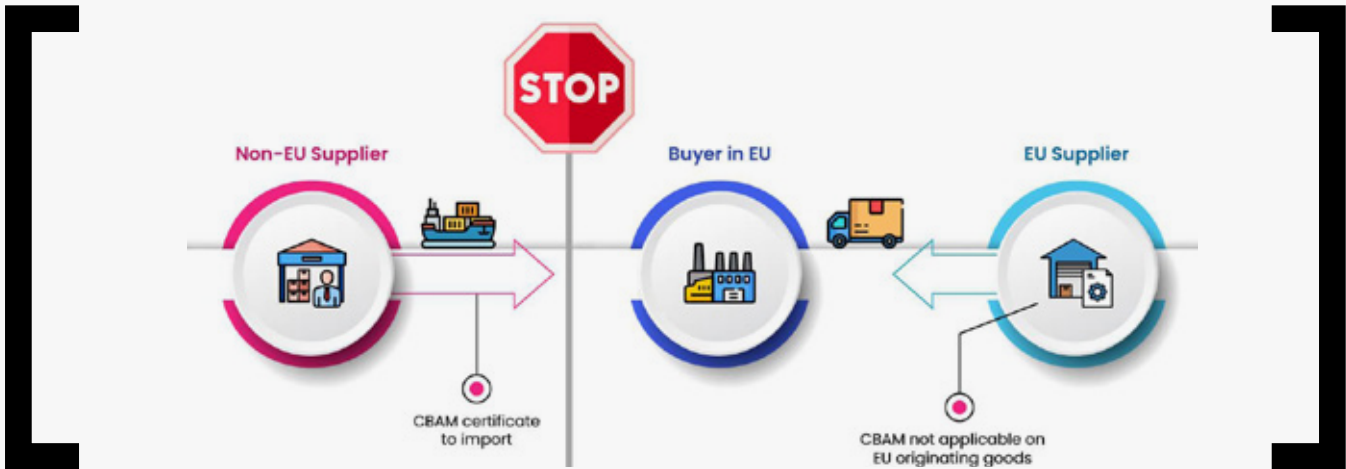 STOP
Non-EU Supplier
Buyer in EU
EU Supplier
CBAM certificate
to import
CBAM not applicable on
EU originating goods